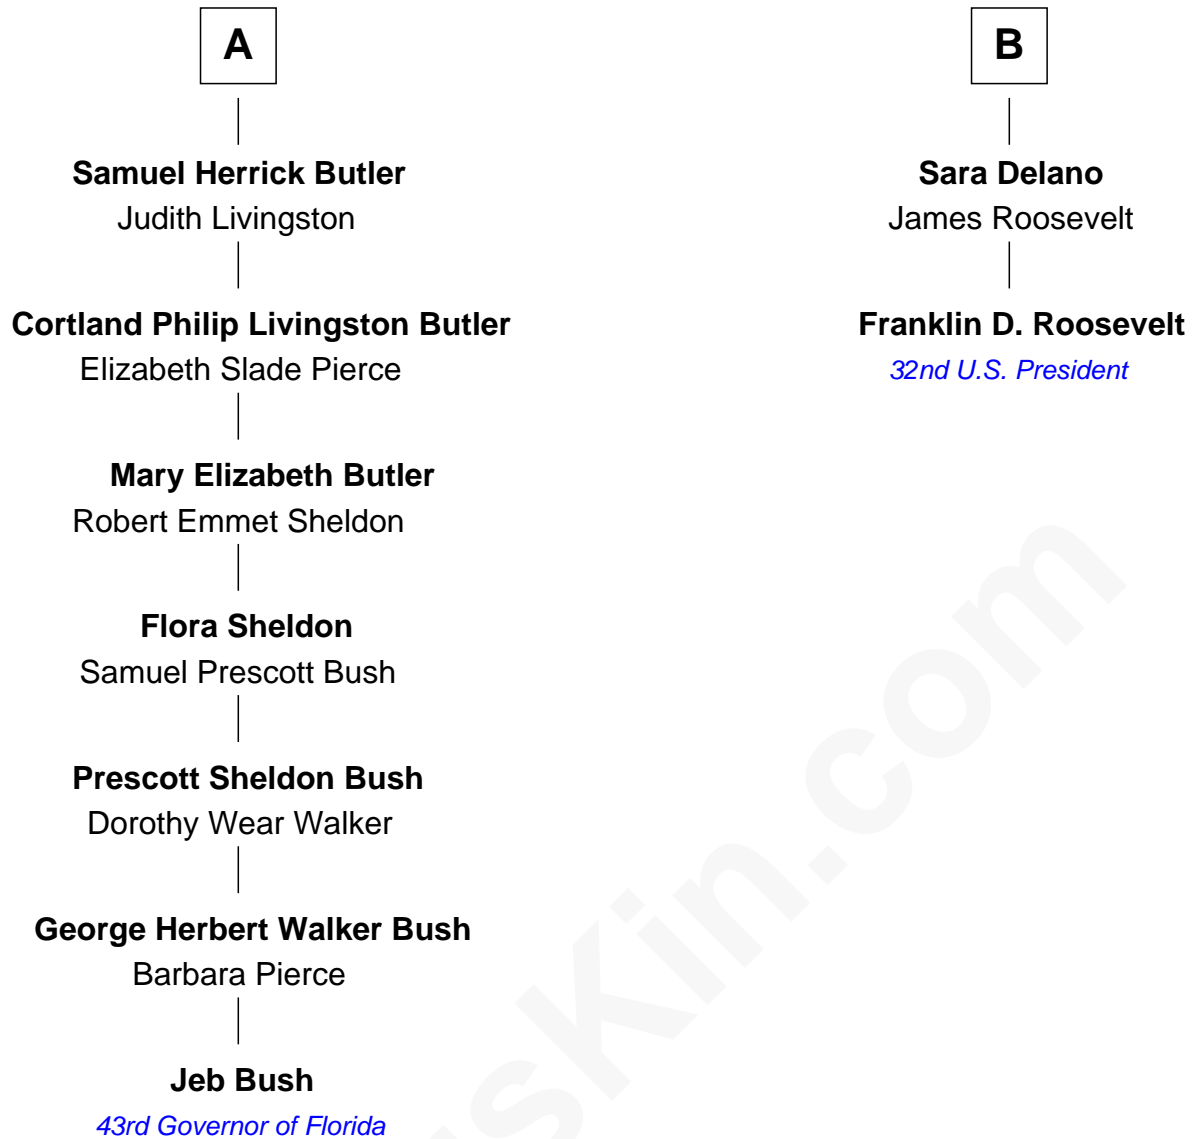 A
Samuel Herrick Butler
Judith Livingston
Cortland Philip Livingston Butler
Elizabeth Slade Pierce
Mary Elizabeth Butler
Robert Emmet Sheldon
Flora Sheldon
Samuel Prescott Bush
Prescott Sheldon Bush
Dorothy Wear Walker
George Herbert Walker Bush
Barbara Pierce
Jeb Bush
43rd Governor of Florida
B
Sara Delano
James Roosevelt
Franklin D. Roosevelt
32nd U.S. President
sKin.com